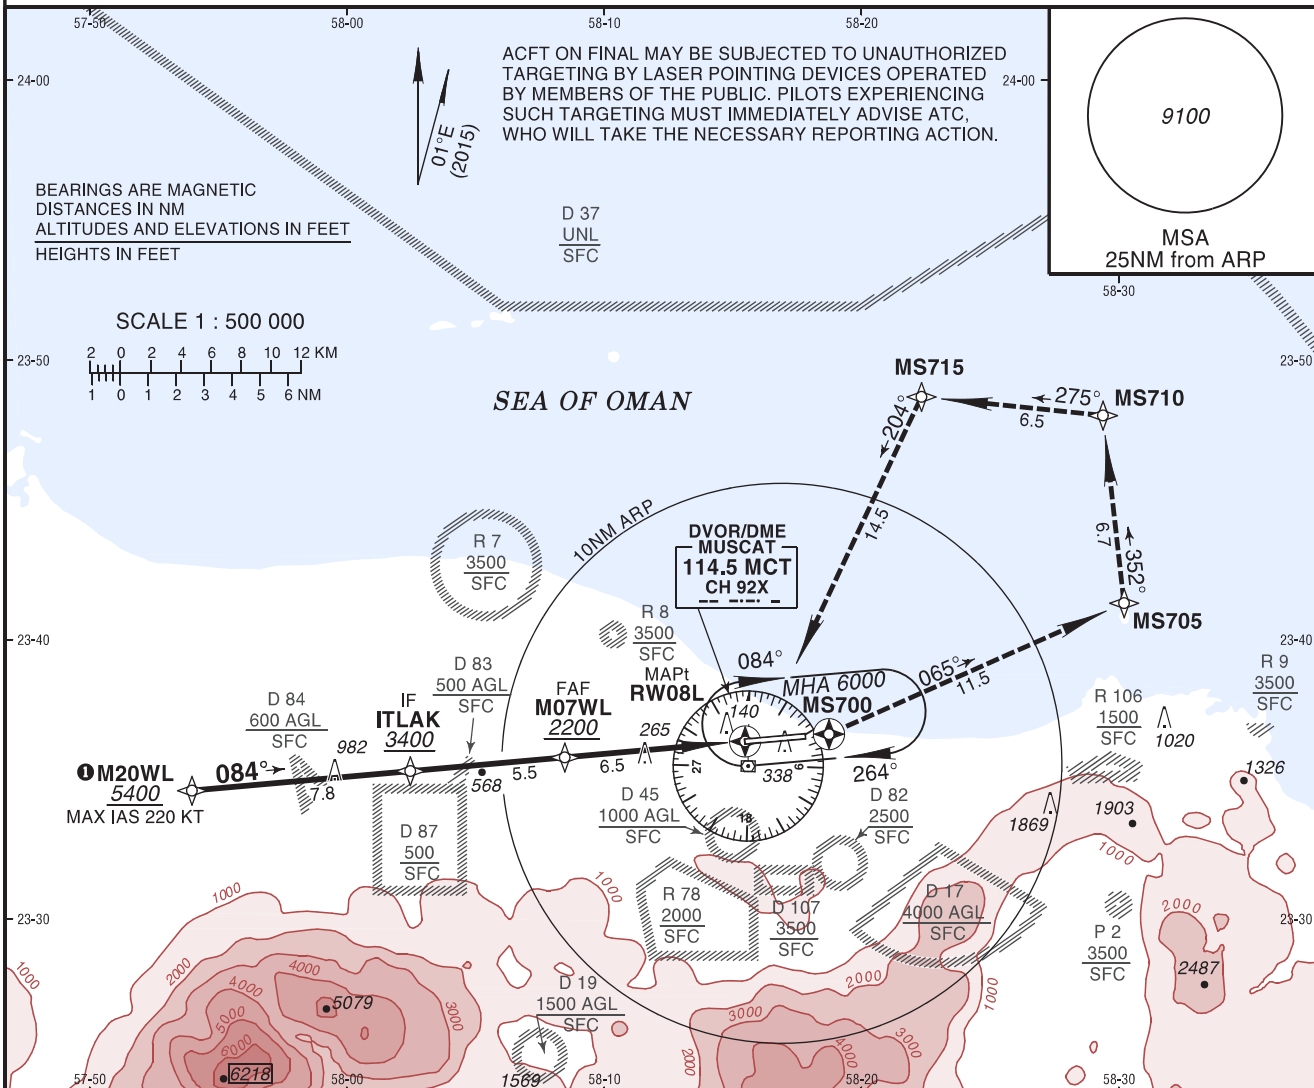 57-50
58-00
58-10
58-20
24-00
24-00
ACFT ON FINAL MAY BE SUBJECTED TO UNAUTHORIZED
TARGETING BY LASER POINTING DEVICES OPERATED
BY MEMBERS OF THE PUBLIC. PILOTS EXPERIENCING
SUCH TARGETING MUST IMMEDIATELY ADVISE ATC,
WHO WILL TAKE THE NECESSARY REPORTING ACTION.
01°E
(2015)
9100
MSA
25NM from ARP
58-30
BEARINGS ARE MAGNETIC
DISTANCES IN NM
ALTITUDES AND ELEVATIONS IN FEET
HEIGHTS IN FEET
D 37
UNL
SFC
SCALE 1 : 500 000
2 0 2 4 6 8 10 12 KM
1 0 1 2 3 4 5 6 NM
23-50
23-50
SEA OF OMAN
MS715
275°
6.5
MS710
204°
14.5
6.7
352°
MS705
10NM ARP
DVOR/DME
MUSCAT
114.5 MCT
CH 92X
R 7
3500
SFC
R 8
3500
SFC
23-40
23-40
084°
MHA 6000
MS700
065°
11.5
264°
MAPt
RW08L
140
265
338
27
18
9
D 83
500 AGL
SFC
FAF
M07WL
2200
IF
ITLAK
3400
D 84
600 AGL
SFC
982
1 M20WL
5400
MAX IAS 220 KT
084°
7.8
5.5
6.5
568
R 9
3500
SFC
R 106
1500
SFC
1020
1326
1903
1869
1000
D 45
1000 AGL
SFC
D 82
2500
SFC
D 87
500
SFC
R 78
2000
SFC
D 107
3500
SFC
D 17
4000 AGL
SFC
P 2
3500
SFC
2000
2487
23-30
23-30
1000
1000
1000
2000
4000
4000
5000
6000
3000
5079
6218
D 19
1500 AGL
SFC
1569
2000
3000
2000
3000
4000
1000
57-50
58-00
58-10
58-20
58-30